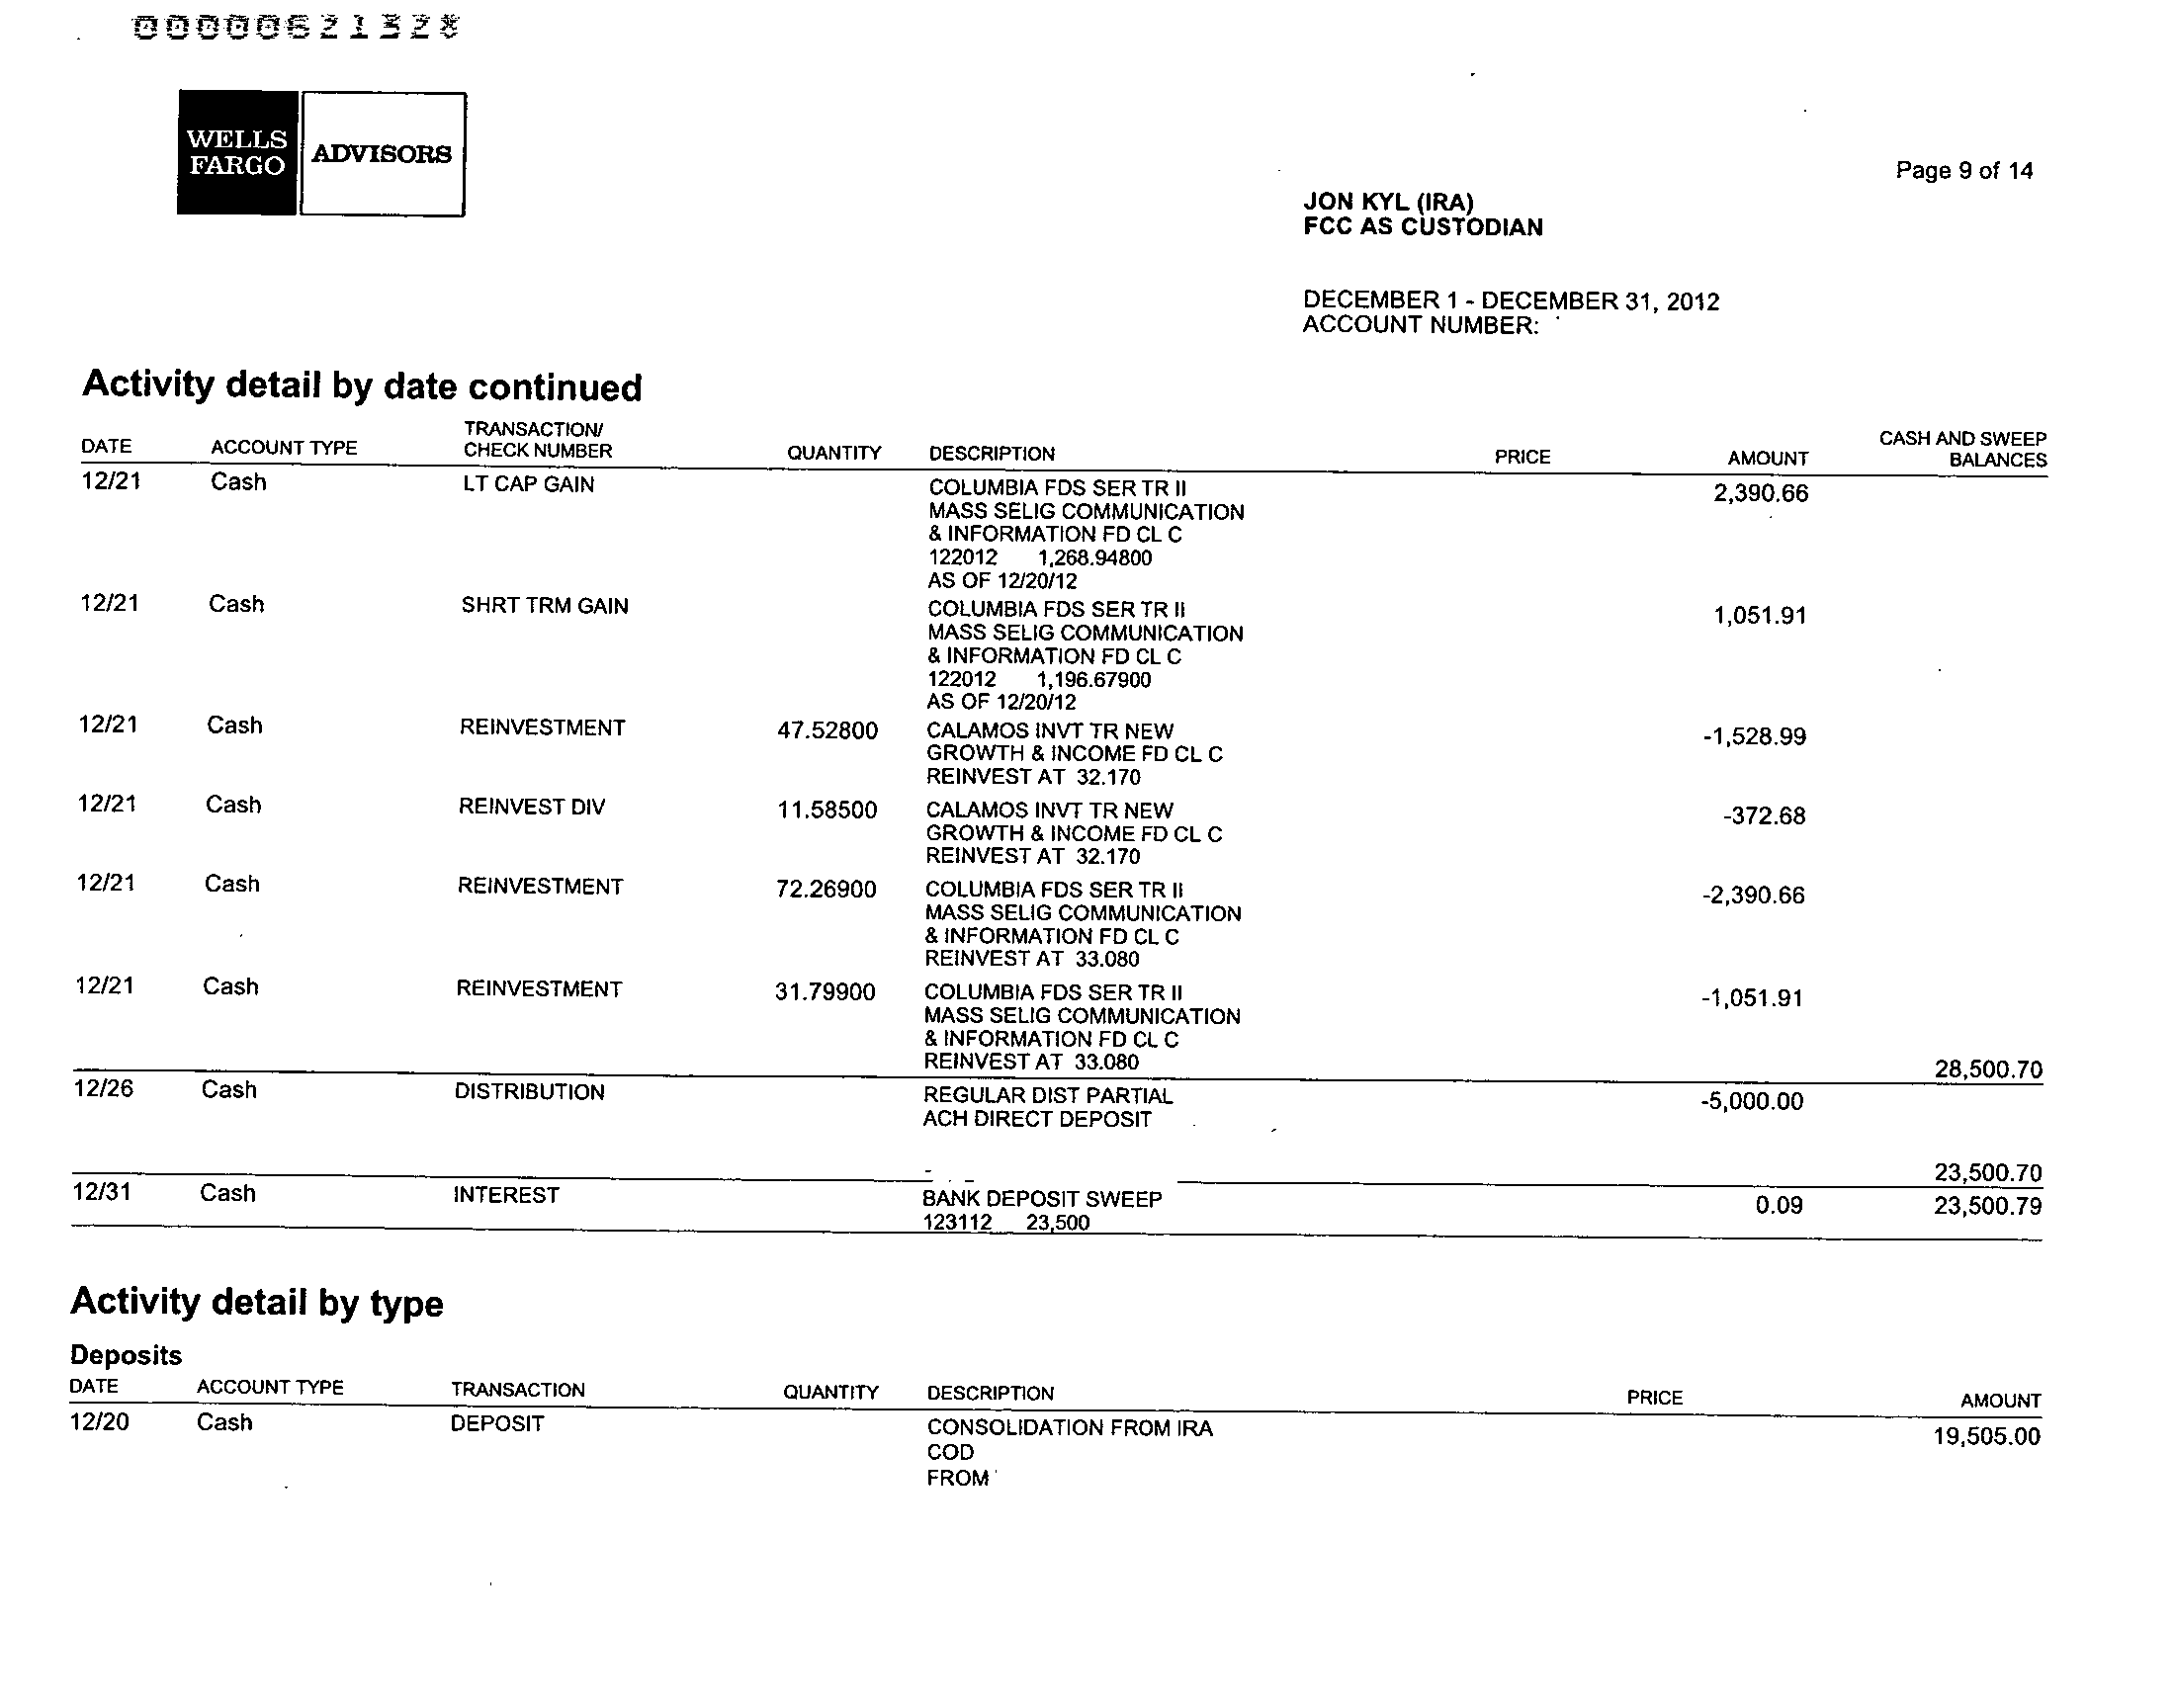 00000621328
WELLS FARGO ADVISORS
Page 9 of 14
JON KYL (IRA)
FCC AS CUSTODIAN
DECEMBER 1 - DECEMBER 31, 2012
ACCOUNT NUMBER:
Activity detail by date continued
DATE ACCOUNT TYPE TRANSACTION/ CHECK NUMBER QUANTITY DESCRIPTION PRICE AMOUNT CASH AND SWEEP BALANCES
12/21 Cash LT CAP GAIN COLUMBIA FDS SER TR II 2,390.66
MASS SELIG COMMUNICATION
& INFORMATION FD CL C
122012 1,268.94800
AS OF 12/20/12
12/21 Cash SHRT TRM GAIN COLUMBIA FDS SER TR II 1,051.91
MASS SELIG COMMUNICATION
& INFORMATION FD CL C
122012 1,196.67900
AS OF 12/20/12
12/21 Cash REINVESTMENT 47.52800 CALAMOS INVT TR NEW -1,528.99
GROWTH & INCOME FD CL C
REINVEST AT 32.170
12/21 Cash REINVEST DIV 11.58500 CALAMOS INVT TR NEW -372.68
GROWTH & INCOME FD CL C
REINVEST AT 32.170
12/21 Cash REINVESTMENT 72.26900 COLUMBIA FDS SER TR II -2,390.66
MASS SELIG COMMUNICATION
& INFORMATION FD CL C
REINVEST AT 33.080
12/21 Cash REINVESTMENT 31.79900 COLUMBIA FDS SER TR II -1,051.91
MASS SELIG COMMUNICATION
& INFORMATION FD CL C
REINVEST AT 33.080 28,500.70
12/26 Cash DISTRIBUTION REGULAR DIST PARTIAL -5,000.00
ACH DIRECT DEPOSIT
23,500.70
12/31 Cash INTEREST BANK DEPOSIT SWEEP 0.09 23,500.79
123112 23,500
Activity detail by type
Deposits
DATE ACCOUNT TYPE TRANSACTION QUANTITY DESCRIPTION PRICE AMOUNT
12/20 Cash DEPOSIT CONSOLIDATION FROM IRA 19,505.00
COD
FROM